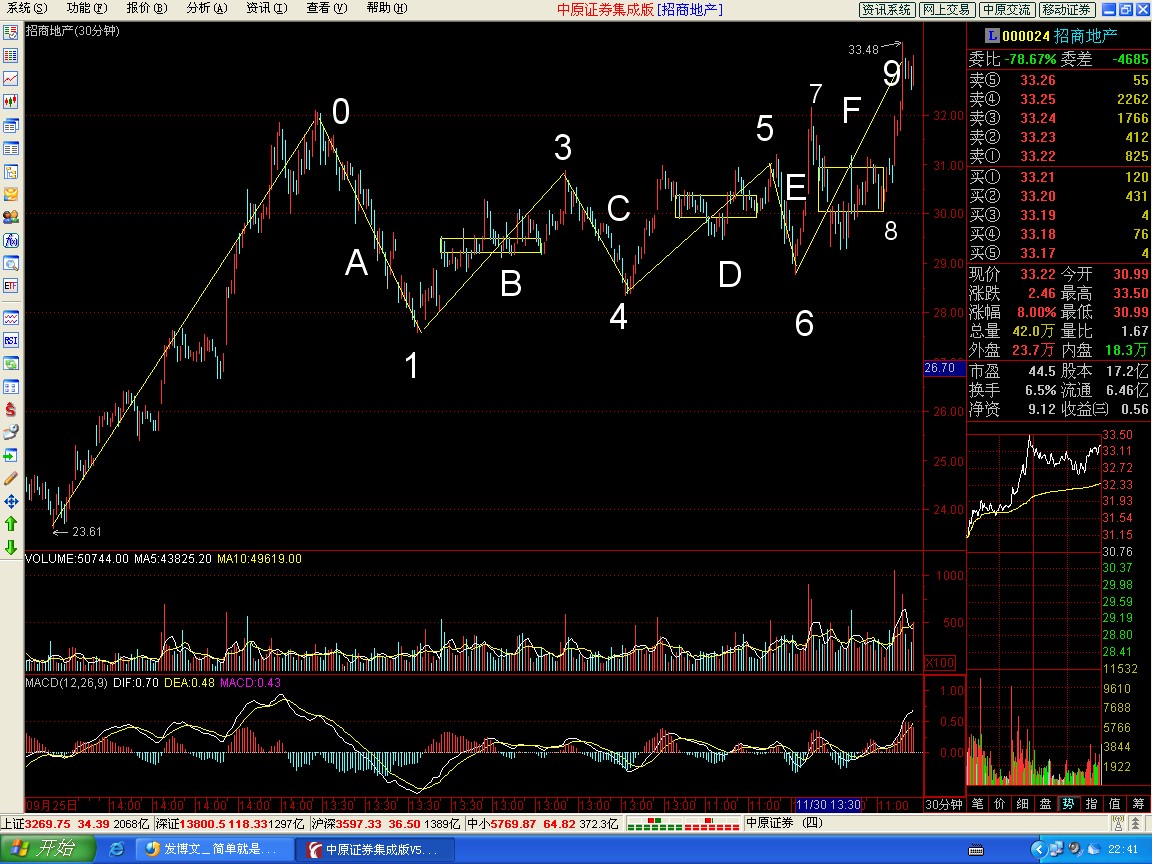 系统(S) 功能(F) 报价(B) 分析(A) 资讯(I) 查看(V) 帮助(H) 中原证券集成版[招商地产] 资讯系统 网上交易 中原交流 移动证券
招商地产(30分钟)
L 000024 招商地产
委比 -78.67% 委差 -4685
卖⑤ 33.26 55
卖④ 33.25 2262
卖③ 33.24 1766
卖② 33.23 412
卖① 33.22 825
买① 33.21 120
买② 33.20 431
买③ 33.19 4
买④ 33.18 76
买⑤ 33.17 4
现价 33.22 今开 30.99
涨跌 2.46 最高 33.50
涨幅 8.00% 最低 30.99
总量 42.0万 量比 1.67
外盘 23.7万 内盘 18.3万
市盈 44.5 股本 17.2亿
换手 6.5% 流通 6.46亿
净资 9.12 收益㈢ 0.56
33.48
0
1
3
4
5
6
7
8
9
A
B
C
D
E
F
23.61
32.00
31.00
30.00
29.00
28.00
26.70
26.00
25.00
24.00
33.50
33.11
32.72
32.33
31.93
31.54
31.15
30.76
30.37
29.98
29.59
29.19
28.80
28.41
11532
9610
7688
5766
3844
1922
VOLUME:50744.00 MA5:43825.20 MA10:49619.00
1000
500
X100
MACD(12,26,9) DIF:0.70 DEA:0.48 MACD:0.43
1.00
0.50
0.00
09月25日 14:00 14:00 14:00 14:00 14:00 13:30 13:30 13:30 13:30 13:00 13:00 13:00 13:00 13:00 11:00 11:00 11/30 13:30 11:00 30分钟 笔 价 细 盘 势 指 值 筹
上证3269.75 34.39 2068亿 深证13800.5 118.33 1297亿 沪深3597.33 36.50 1389亿 中小5769.87 64.82 372.3亿 中原证券 (四)
开始 发博文_简单就是... 中原证券集成版V5... 22:41
ETF
RSI